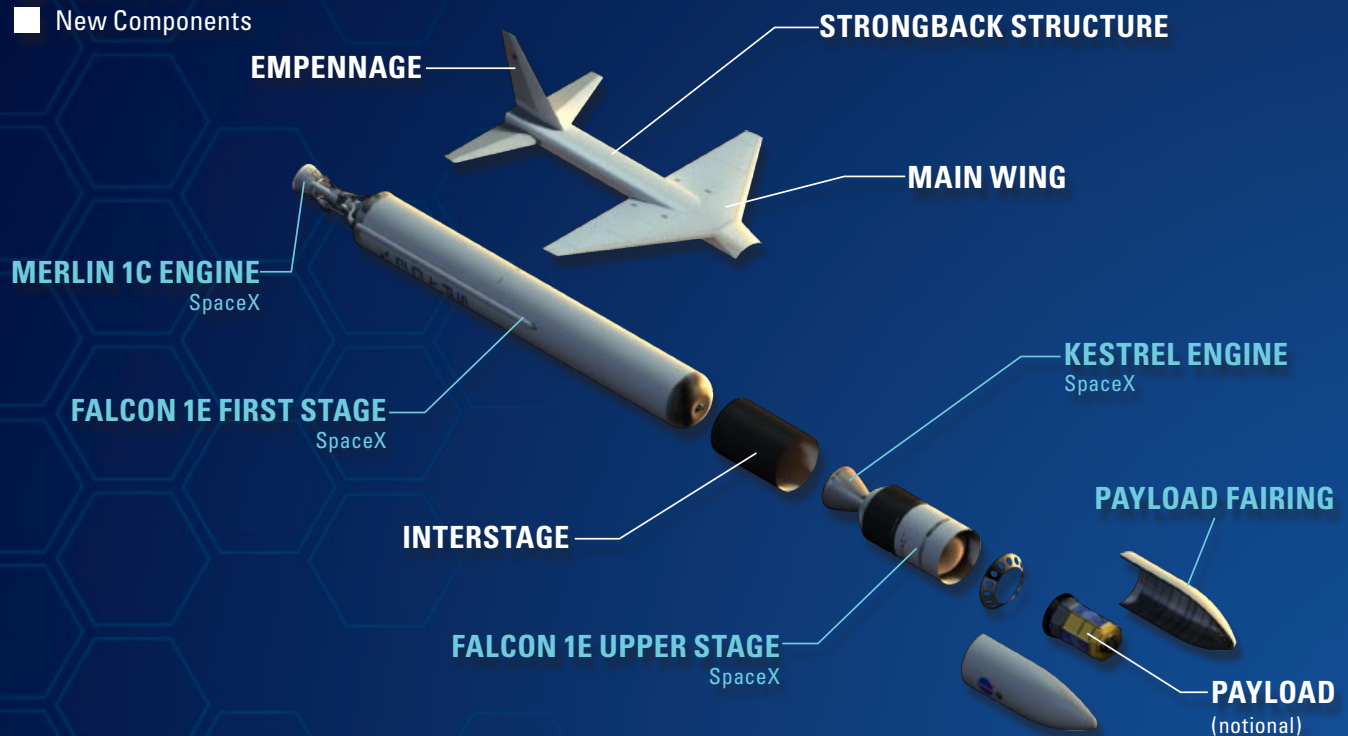 New Components
STRONGBACK STRUCTURE
EMPENNAGE
MAIN WING
MERLIN 1C ENGINE
SpaceX
KESTREL ENGINE
SpaceX
FALCON 1E FIRST STAGE
SpaceX
PAYLOAD FAIRING
INTERSTAGE
FALCON 1E UPPER STAGE
SpaceX
PAYLOAD
(notional)